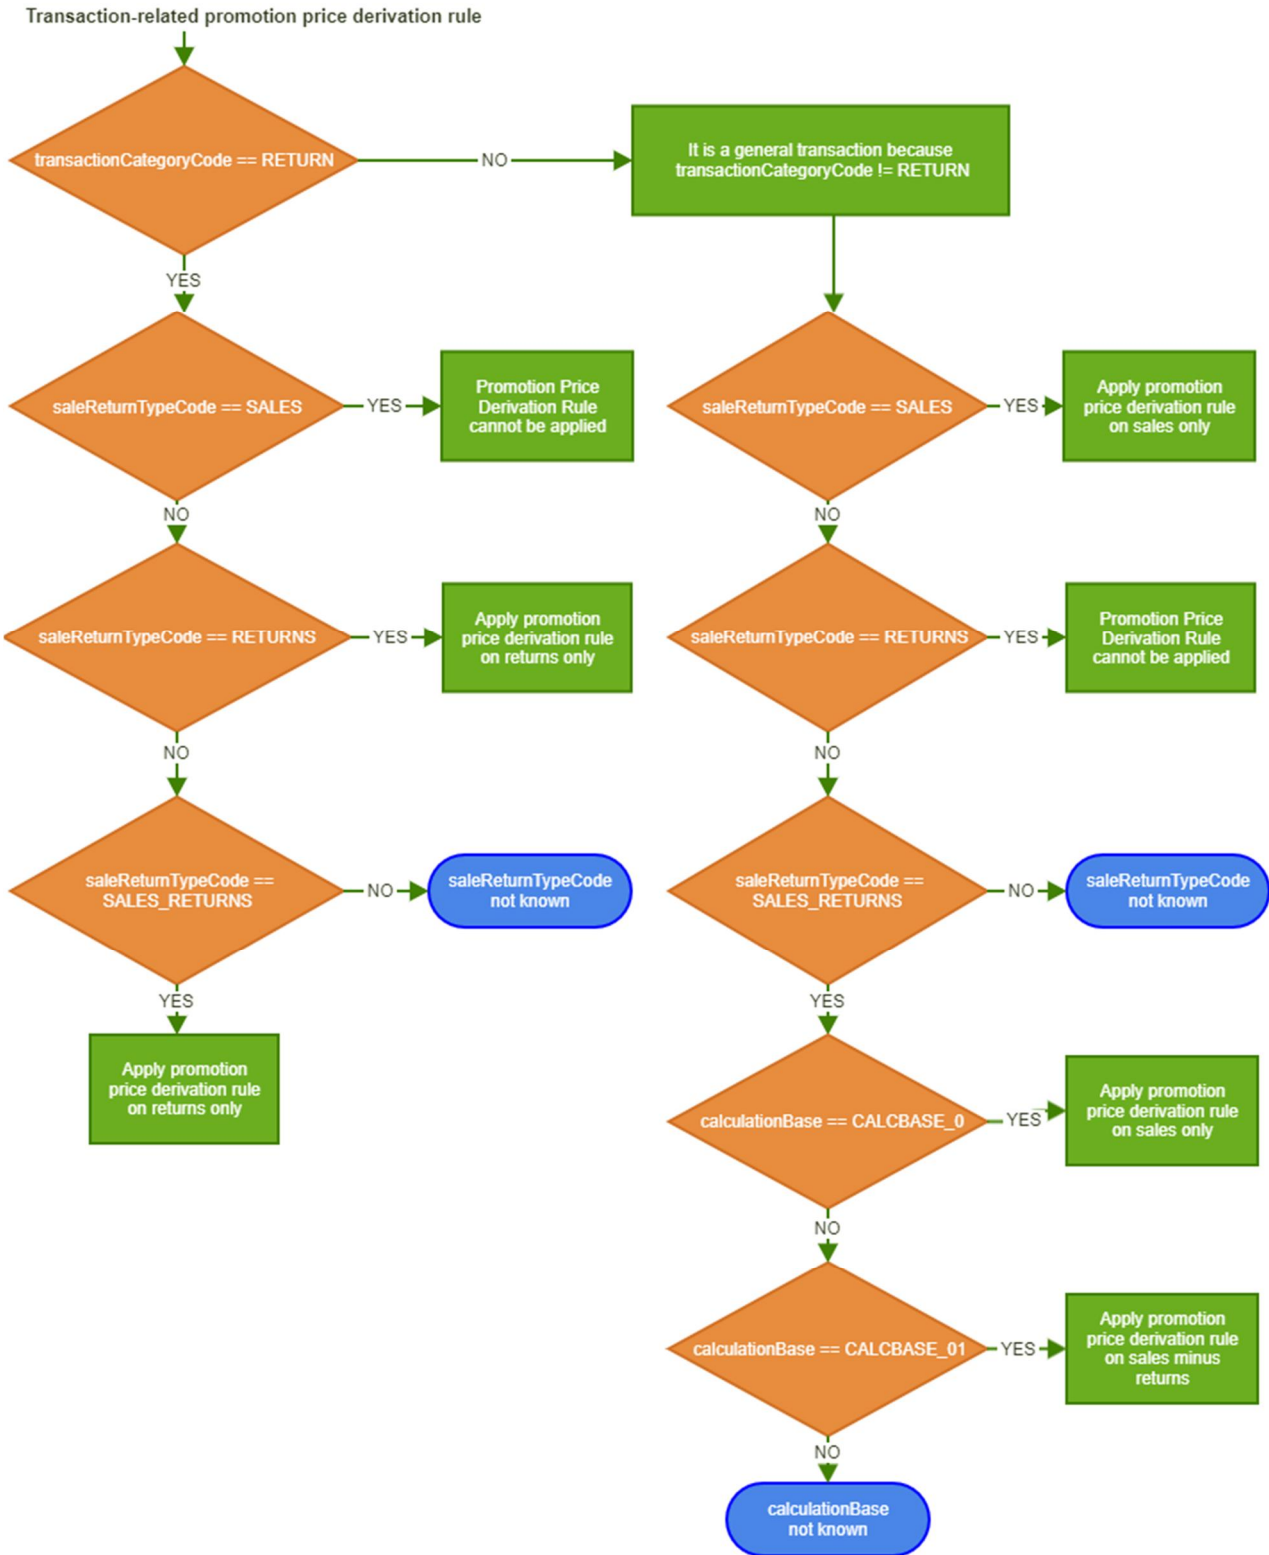 Transaction-related promotion price derivation rule
transactionCategoryCode == RETURN
NO
It is a general transaction because
transactionCategoryCode != RETURN
YES
saleReturnTypeCode == SALES
YES
Promotion Price
Derivation Rule
cannot be applied
saleReturnTypeCode == SALES
YES
Apply promotion
price derivation rule
on sales only
NO
NO
saleReturnTypeCode == RETURNS
YES
Apply promotion
price derivation rule
on returns only
saleReturnTypeCode == RETURNS
YES
Promotion Price
Derivation Rule
cannot be applied
NO
NO
saleReturnTypeCode ==
SALES_RETURNS
NO
saleReturnTypeCode
not known
saleReturnTypeCode ==
SALES_RETURNS
NO
saleReturnTypeCode
not known
YES
YES
Apply promotion
price derivation rule
on returns only
calculationBase == CALCBASE_0
YES
Apply promotion
price derivation rule
on sales only
NO
calculationBase == CALCBASE_01
YES
Apply promotion
price derivation rule
on sales minus
returns
NO
calculationBase
not known